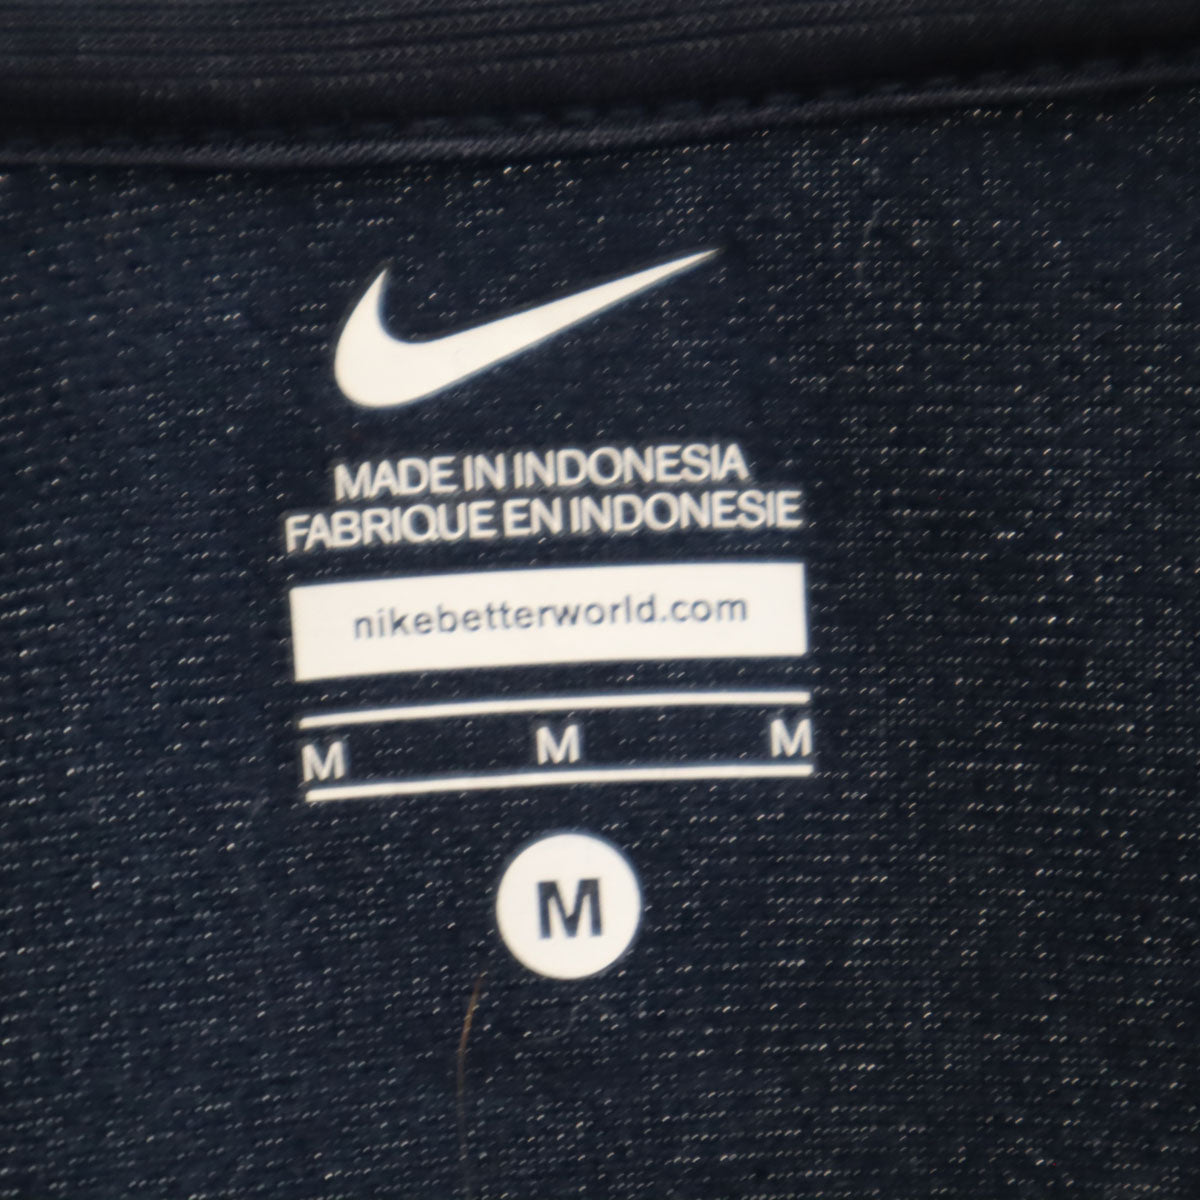 MADE IN INDONESIA
FABRIQUE EN INDONESIE
nikebetterworld.com
M M M
M